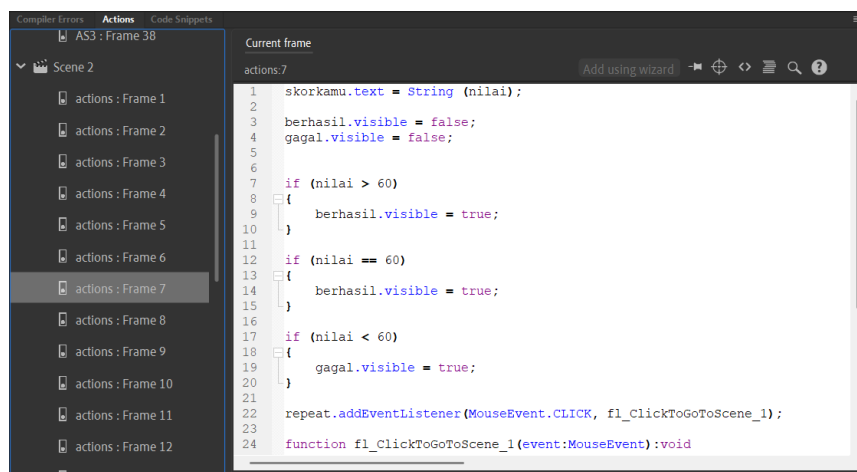 Compiler Errors Actions Code Snippets
AS3 : Frame 38
Scene 2
actions : Frame 1
actions : Frame 2
actions : Frame 3
actions : Frame 4
actions : Frame 5
actions : Frame 6
actions : Frame 7
actions : Frame 8
actions : Frame 9
actions : Frame 10
actions : Frame 11
actions : Frame 12
Current frame
actions:7 Add using wizard
1 skorkamu.text = String (nilai);
2
3 berhasil.visible = false;
4 gagal.visible = false;
5
6
7 if (nilai > 60)
8 {
9 berhasil.visible = true;
10 }
11
12 if (nilai == 60)
13 {
14 berhasil.visible = true;
15 }
16
17 if (nilai < 60)
18 {
19 gagal.visible = true;
20 }
21
22 repeat.addEventListener(MouseEvent.CLICK, fl_ClickToGoToScene_1);
23
24 function fl_ClickToGoToScene_1(event:MouseEvent):void